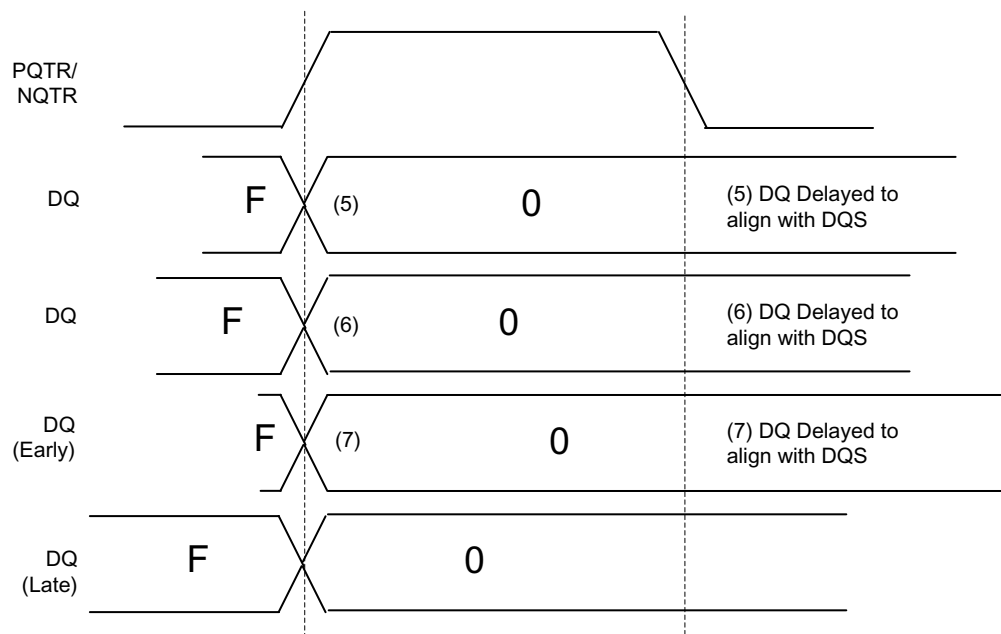 PQTR/
NQTR
DQ
F
(5)
0
(5) DQ Delayed to
align with DQS
DQ
F
(6)
0
(6) DQ Delayed to
align with DQS
DQ
(Early)
F
(7)
0
(7) DQ Delayed to
align with DQS
DQ
(Late)
F
0